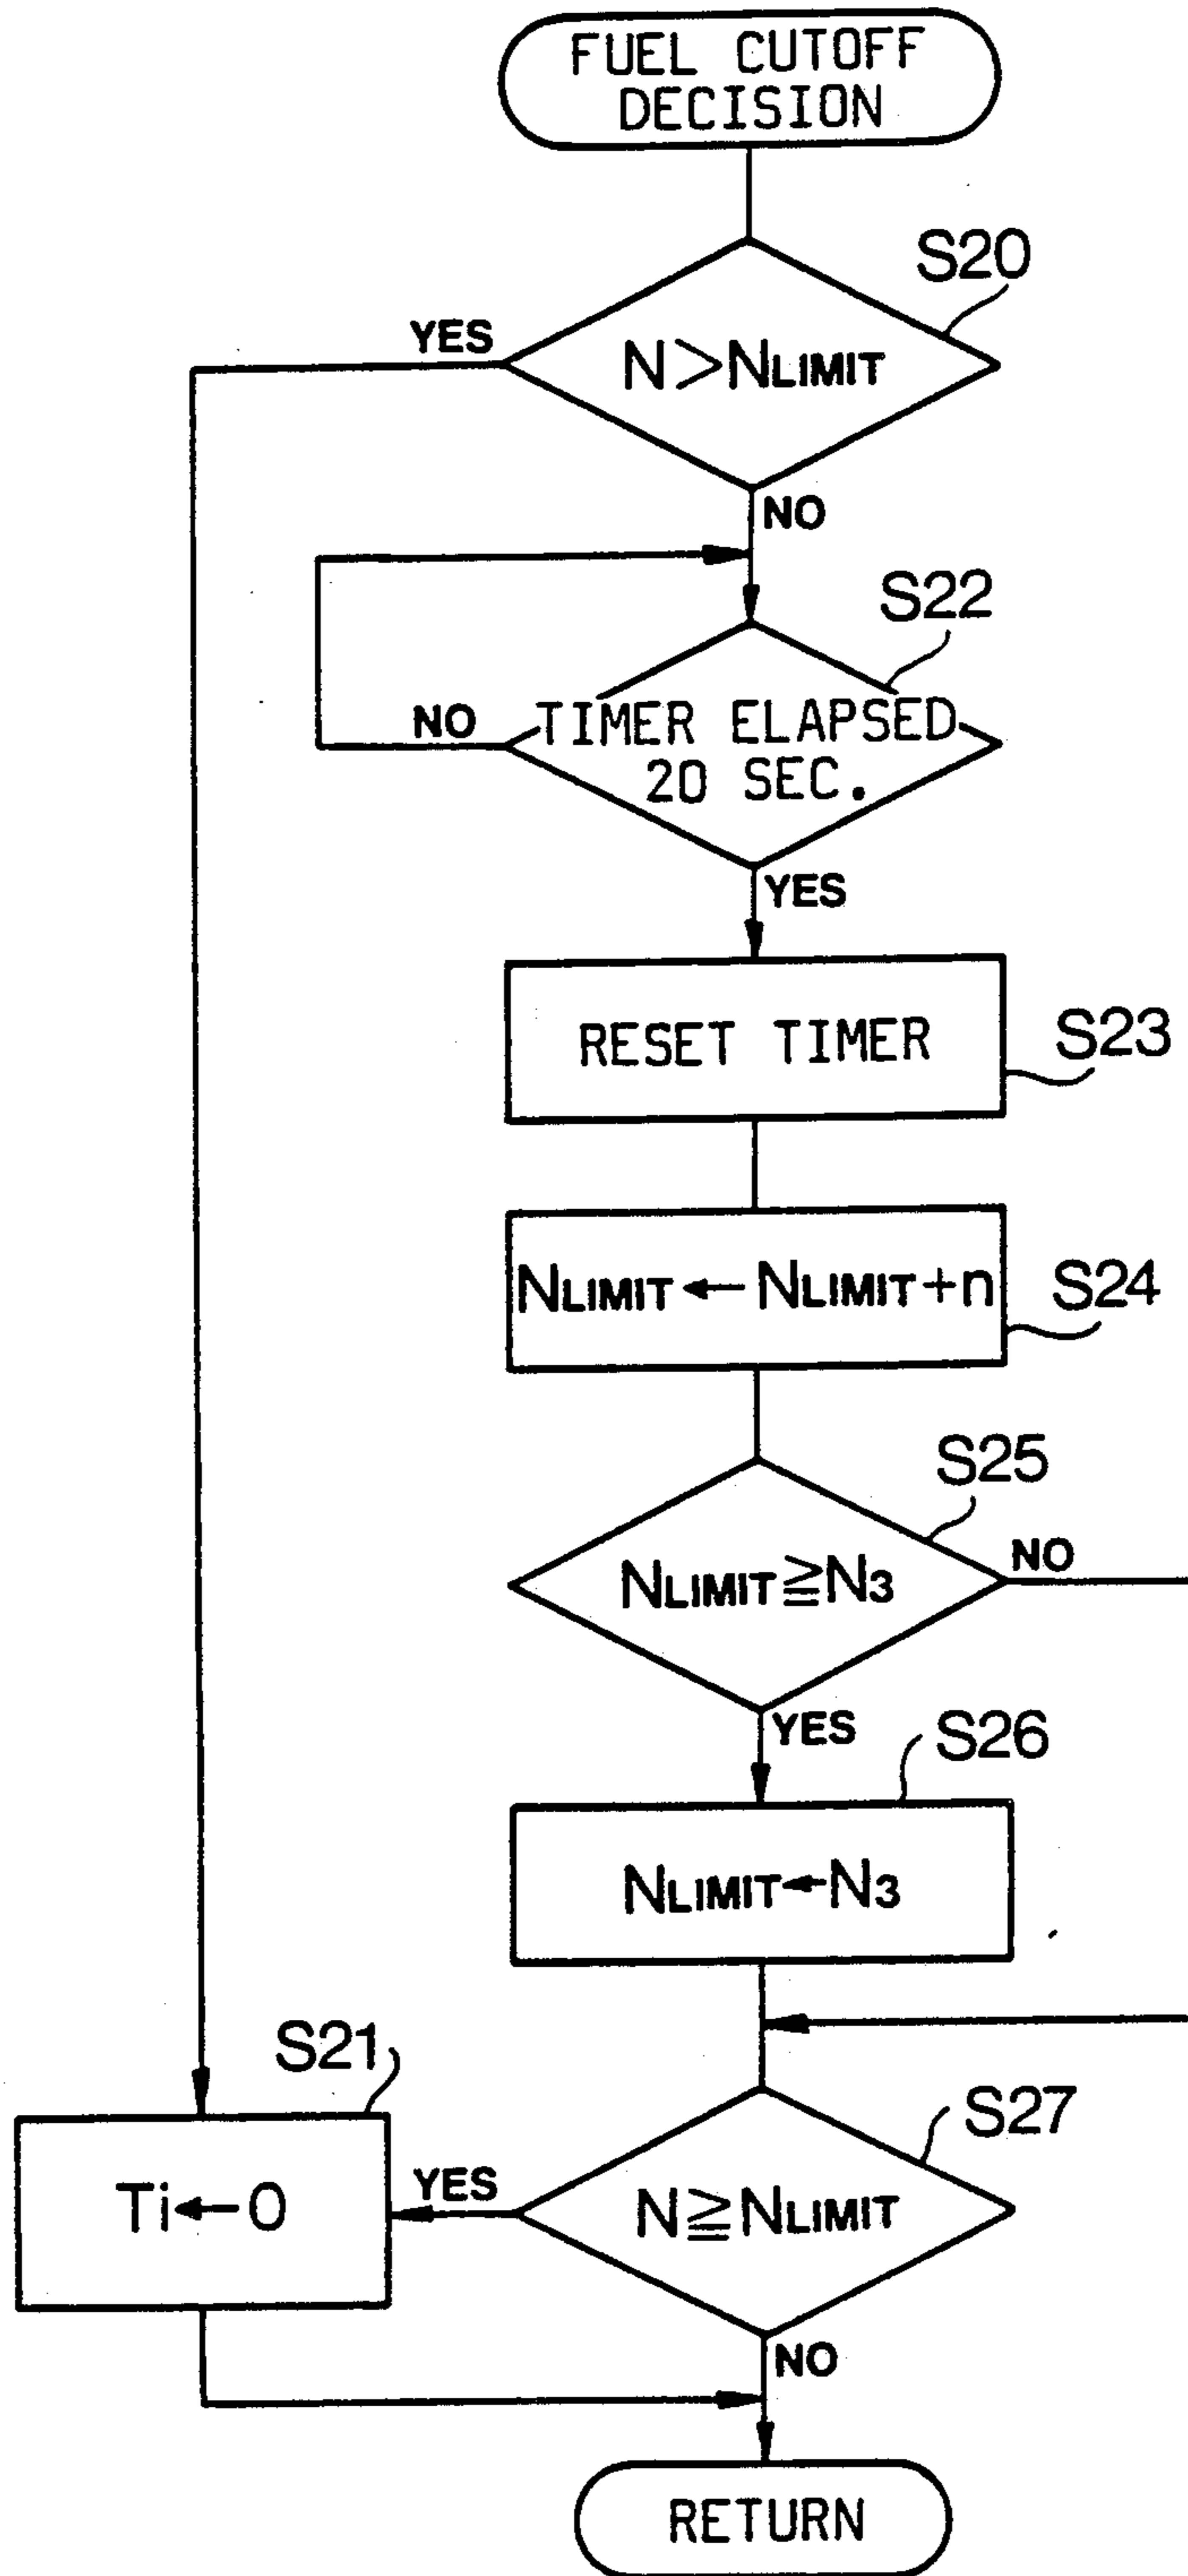 FUEL CUTOFF
DECISION
S20
YES
N>NLIMIT
NO
S22
NO
TIMER ELAPSED
20 SEC.
YES
RESET TIMER
S23
NLIMIT←NLIMIT+n
S24
S25
NLIMIT≧N3
NO
YES
S26
NLIMIT←N3
S21
S27
Ti←0
YES
N≧NLIMIT
NO
RETURN